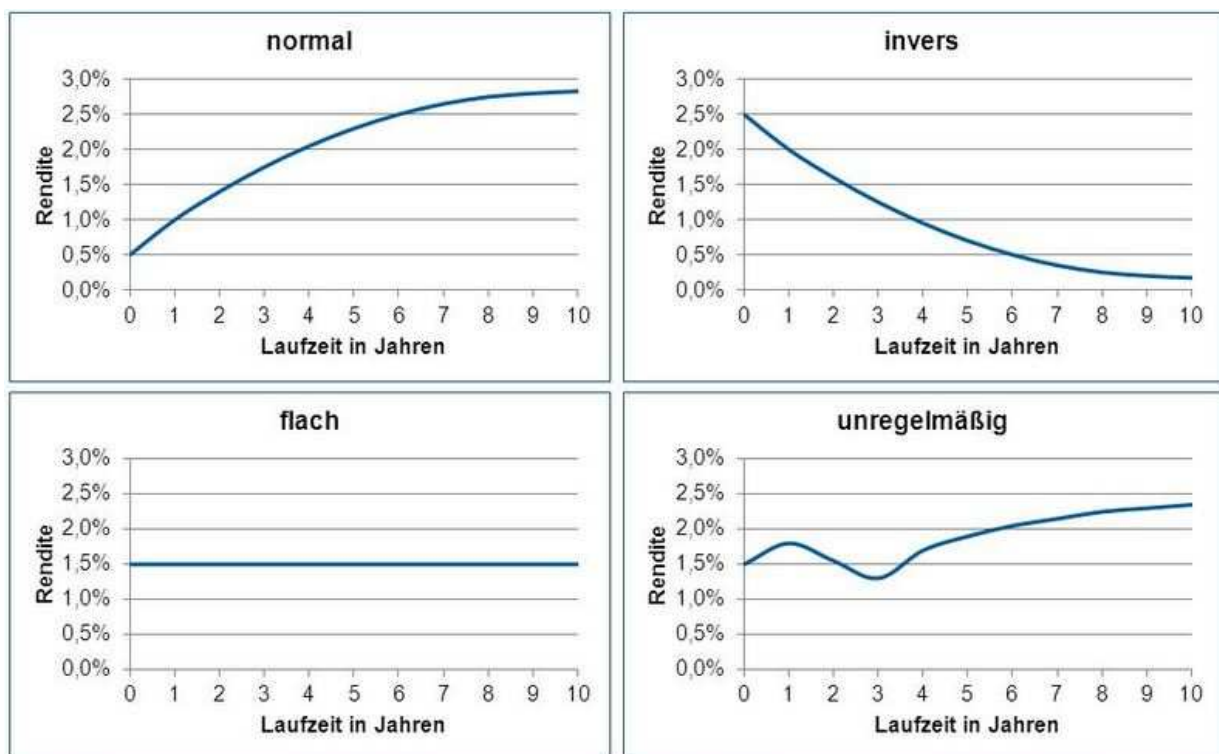 normal
3,0%
2,5%
2,0%
1,5%
1,0%
0,5%
0,0%
Rendite
0 1 2 3 4 5 6 7 8 9 10
Laufzeit in Jahren
invers
3,0%
2,5%
2,0%
1,5%
1,0%
0,5%
0,0%
Rendite
0 1 2 3 4 5 6 7 8 9 10
Laufzeit in Jahren
flach
3,0%
2,5%
2,0%
1,5%
1,0%
0,5%
0,0%
Rendite
0 1 2 3 4 5 6 7 8 9 10
Laufzeit in Jahren
unregelmäßig
3,0%
2,5%
2,0%
1,5%
1,0%
0,5%
0,0%
Rendite
0 1 2 3 4 5 6 7 8 9 10
Laufzeit in Jahren